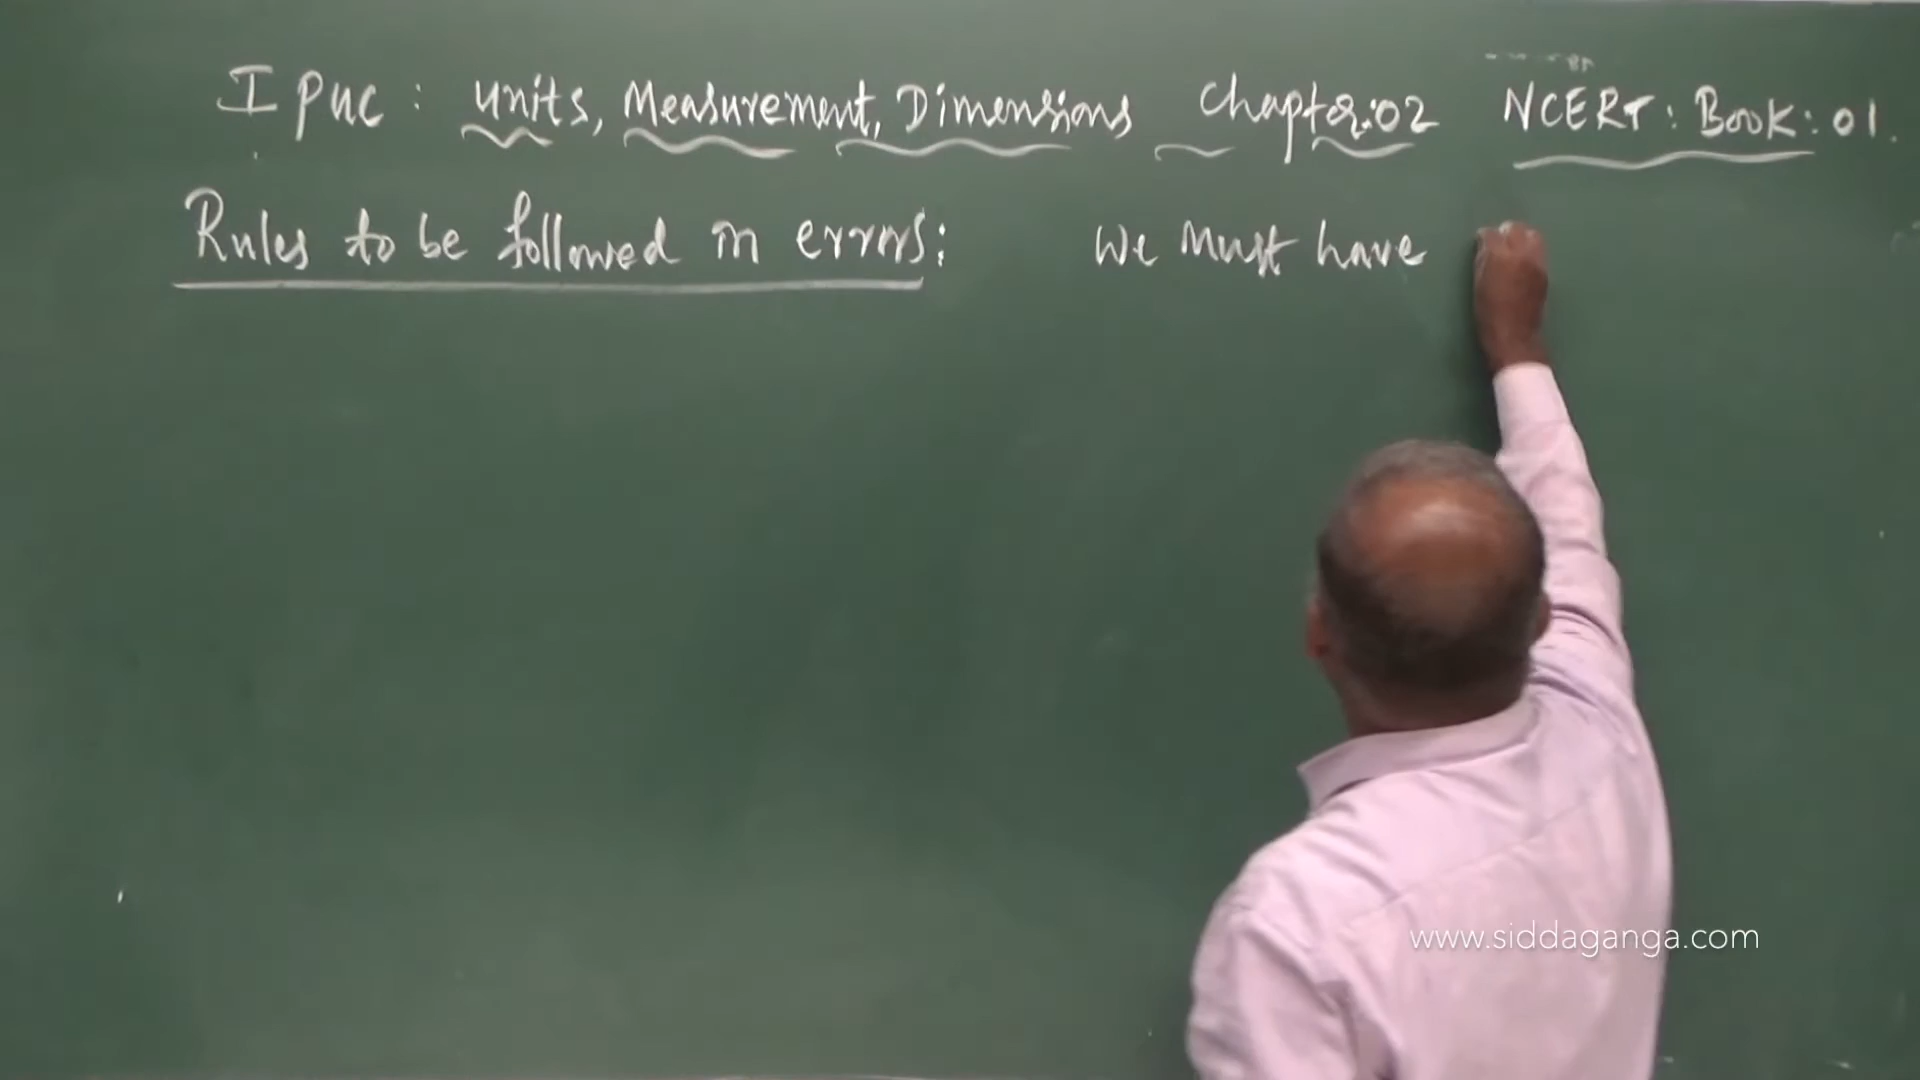 I PUC : units, Measurement, Dimensions Chapter:02 NCERT: Book: 01.
Rules to be followed in errors: We must have
www.siddaganga.com